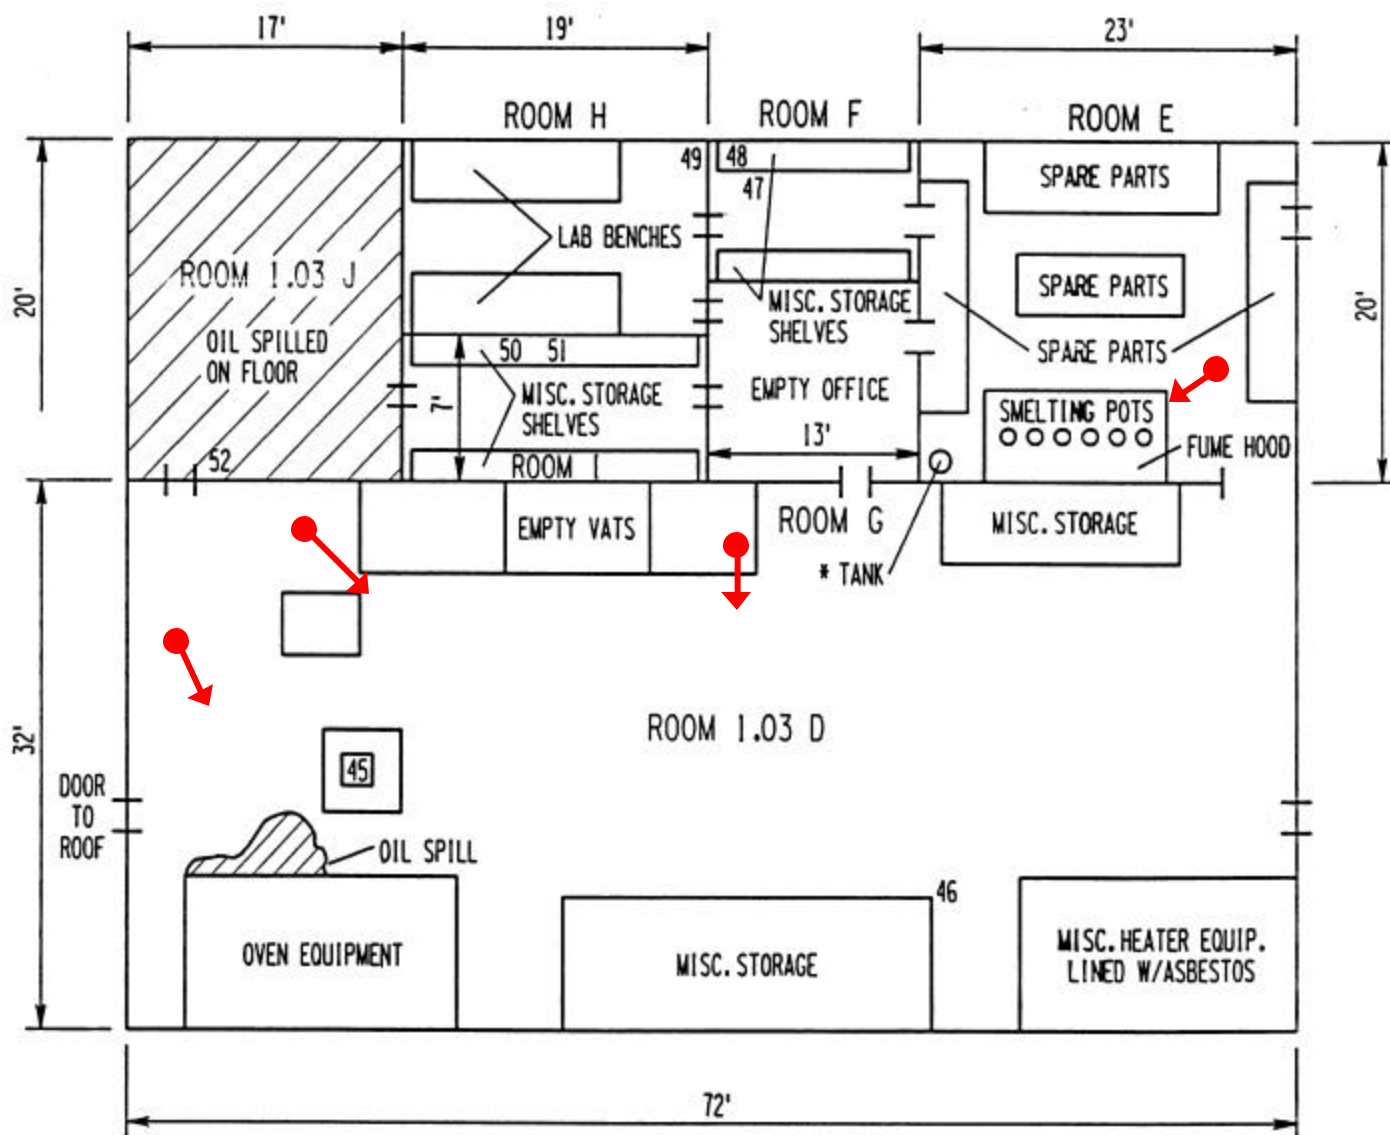 17'
19'
23'
ROOM H
ROOM F
ROOM E
49
48
47
SPARE PARTS
LAB BENCHES
ROOM 1.03 J
20'
SPARE PARTS
MISC. STORAGE
SHELVES
20'
OIL SPILLED
ON FLOOR
50 51
SPARE PARTS
MISC. STORAGE
SHELVES
7'
EMPTY OFFICE
SMELTING POTS
13'
FUME HOOD
52
ROOM I
EMPTY VATS
ROOM G
MISC. STORAGE
* TANK
ROOM 1.03 D
32'
45
DOOR
TO
ROOF
OIL SPILL
46
OVEN EQUIPMENT
MISC. STORAGE
MISC. HEATER EQUIP.
LINED W/ASBESTOS
72'